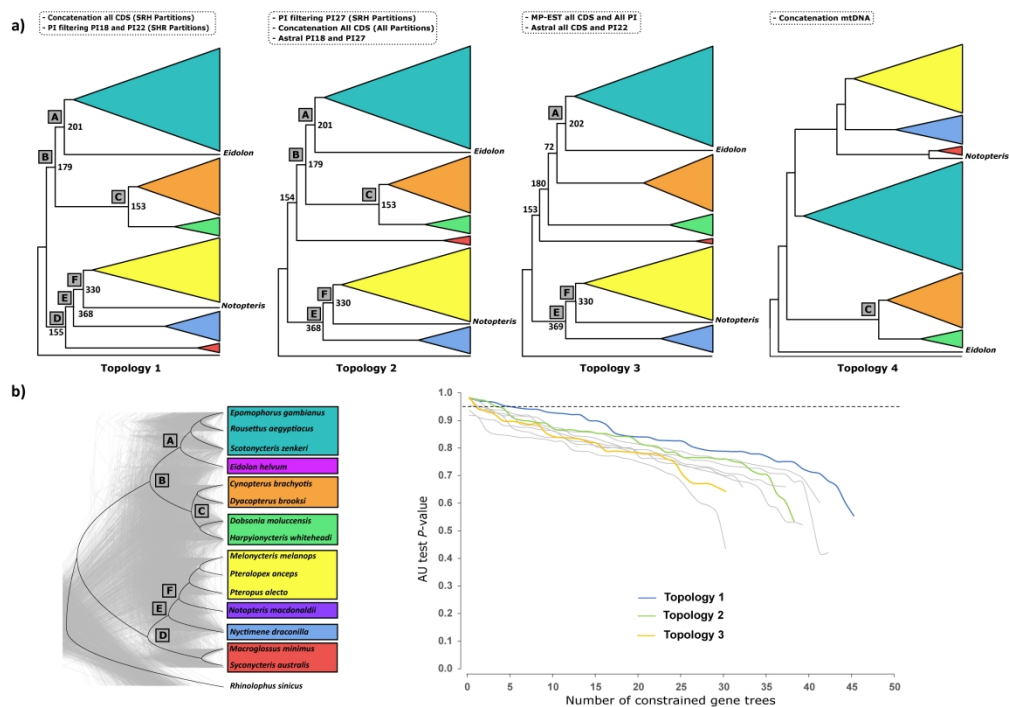 a)
- Concatenation all CDS (SRH Partitions)
- PI filtering PI18 and PI22 (SHR Partitions)
- PI filtering PI27 (SRH Partitions)
- Concatenation All CDS (All Partitions)
- Astral PI18 and PI27
- MP-EST all CDS and All PI
- Astral all CDS and PI22
- Concatenation mtDNA
A
201
Eidolon
B
179
C
153
F
330
Notopteris
E
368
D
155
Topology 1
A
201
Eidolon
B
179
C
153
154
F
330
Notopteris
E
368
Topology 2
A
202
Eidolon
72
180
153
F
330
Notopteris
E
369
Topology 3
Notopteris
C
Eidolon
Topology 4
b)
A
B
C
F
E
D
Epomophorus gambianus
Rousettus aegyptiacus
Scotonycteris zenkeri
Eidolon helvum
Cynopterus brachyotis
Dyacopterus brooksi
Dobsonia moluccensis
Harpyionycteris whiteheadi
Melonycteris melanops
Pteralopex anceps
Pteropus alecto
Notopteris macdonaldii
Nyctimene draconilla
Macroglossus minimus
Syconycteris australis
Rhinolophus sinicus
AU test P-value
1.0
0.9
0.8
0.7
0.6
0.5
0.4
0.3
0.2
0.1
0.0
Topology 1
Topology 2
Topology 3
0 5 10 15 20 25 30 35 40 45 50
Number of constrained gene trees